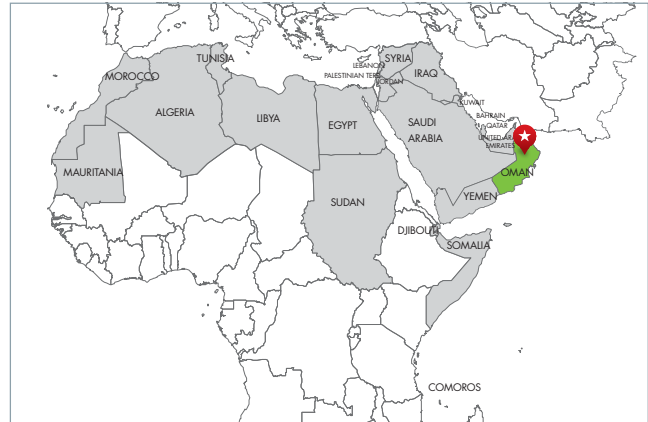 TUNISIA
SYRIA
LEBANON
MOROCCO
PALESTINIAN TERR.
IRAQ
JORDAN
KUWAIT
ALGERIA
LIBYA
EGYPT
BAHRAIN
SAUDI
ARABIA
QATAR
UNITED ARAB
EMIRATES
MAURITANIA
OMAN
YEMEN
SUDAN
DJIBOUTI
SOMALIA
COMOROS